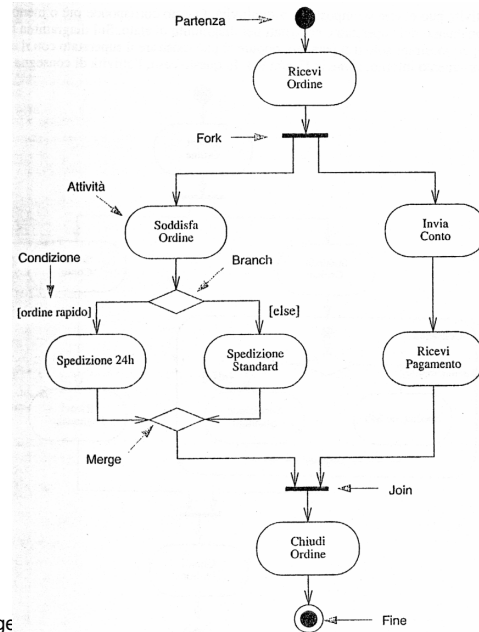 Partenza
Ricevi
Ordine
Fork
Attività
Soddisfa
Ordine
Invia
Conto
Condizione
Branch
[ordine rapido]
[else]
Spedizione 24h
Spedizione
Standard
Ricevi
Pagamento
Merge
Join
Chiudi
Ordine
Fine
ge